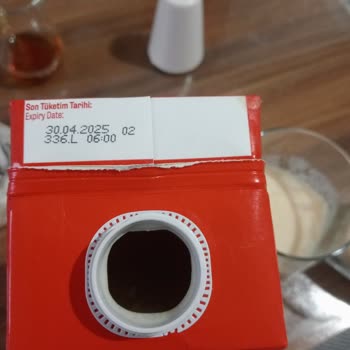 Son Tüketim Tarihi:
Expiry Date:
30.04.2025 02
336.L 06:00